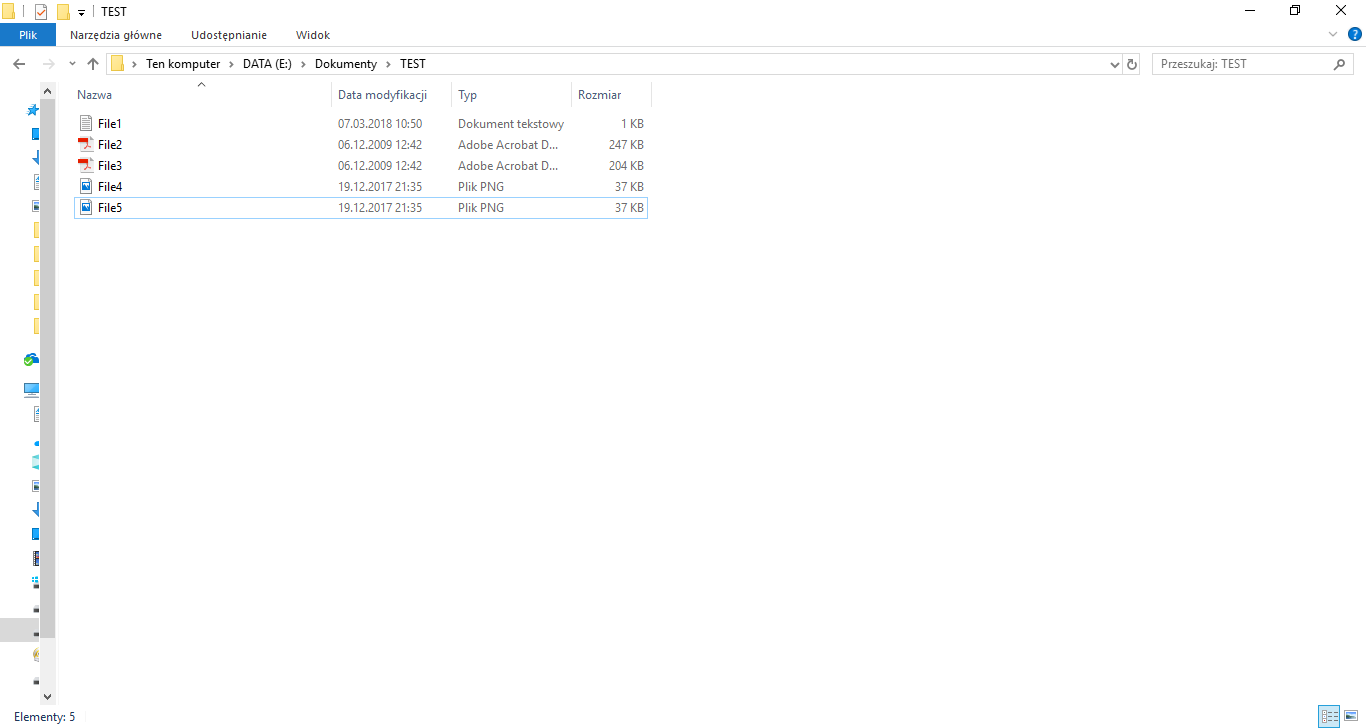 TEST
Plik Narzędzia główne Udostępnianie Widok
Ten komputer DATA (E:) Dokumenty TEST Przeszukaj: TEST
Nazwa Data modyfikacji Typ Rozmiar
File1 07.03.2018 10:50 Dokument tekstowy 1 KB
File2 06.12.2009 12:42 Adobe Acrobat D... 247 KB
File3 06.12.2009 12:42 Adobe Acrobat D... 204 KB
File4 19.12.2017 21:35 Plik PNG 37 KB
File5 19.12.2017 21:35 Plik PNG 37 KB
Elementy: 5